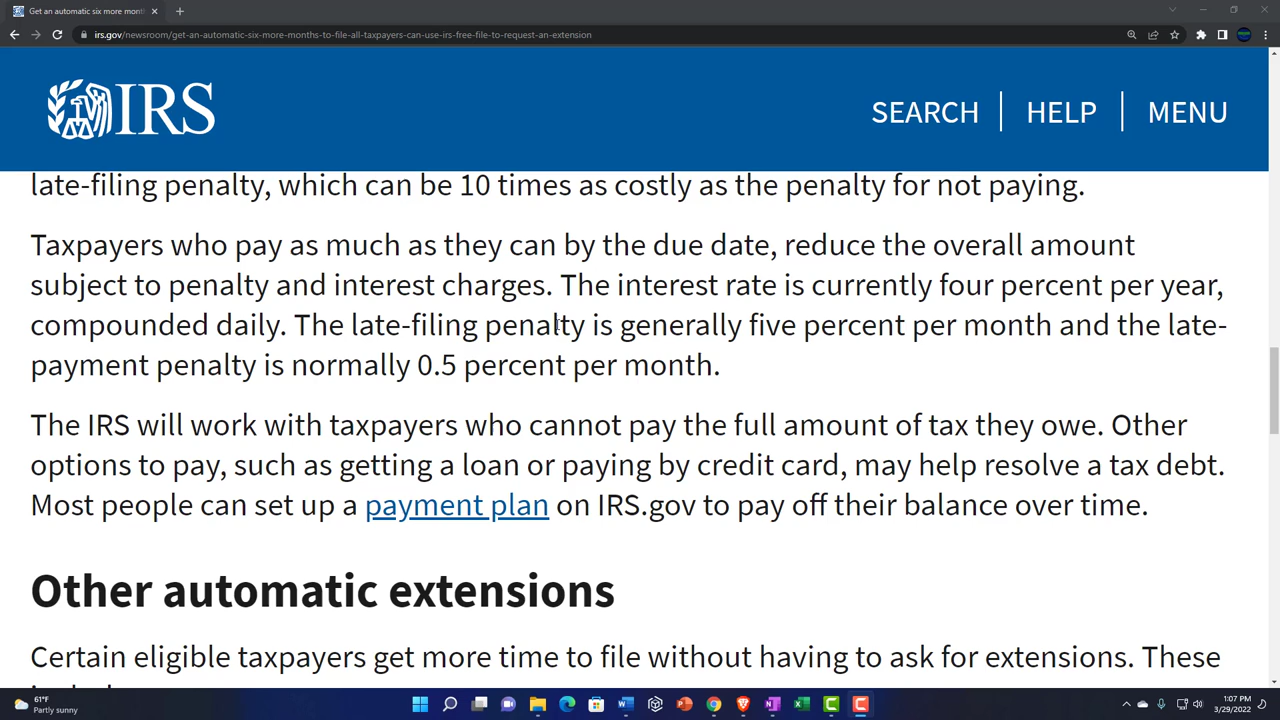 Get an automatic six more mont
irs.gov/newsroom/get-an-automatic-six-more-months-to-file-all-taxpayers-can-use-irs-free-file-to-request-an-extension
IRS
SEARCH
HELP
MENU
late-filing penalty, which can be 10 times as costly as the penalty for not paying.
Taxpayers who pay as much as they can by the due date, reduce the overall amount
subject to penalty and interest charges. The interest rate is currently four percent per year,
compounded daily. The late-filing penalty is generally five percent per month and the late-
payment penalty is normally 0.5 percent per month.
The IRS will work with taxpayers who cannot pay the full amount of tax they owe. Other
options to pay, such as getting a loan or paying by credit card, may help resolve a tax debt.
Most people can set up a payment plan on IRS.gov to pay off their balance over time.
Other automatic extensions
Certain eligible taxpayers get more time to file without having to ask for extensions. These
61°F
Partly sunny
1:07 PM
3/29/2022